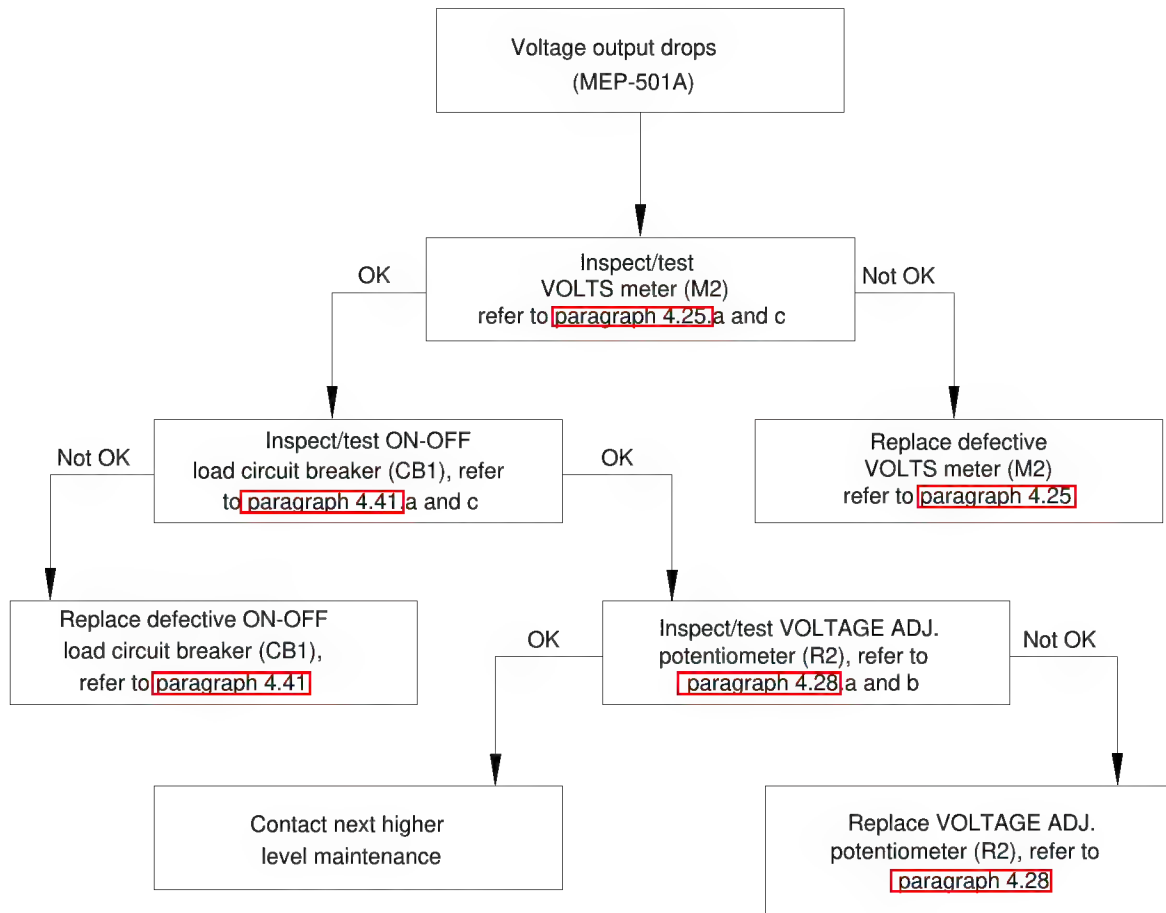 Voltage output drops
(MEP-501A)
Inspect/test
VOLTS meter (M2)
refer to paragraph 4.25.a and c
OK
Not OK
Inspect/test ON-OFF
load circuit breaker (CB1), refer
to paragraph 4.41.a and c
Not OK
OK
Replace defective
VOLTS meter (M2)
refer to paragraph 4.25
Replace defective ON-OFF
load circuit breaker (CB1),
refer to paragraph 4.41
Inspect/test VOLTAGE ADJ.
potentiometer (R2), refer to
paragraph 4.28.a and b
OK
Not OK
Contact next higher
level maintenance
Replace VOLTAGE ADJ.
potentiometer (R2), refer to
paragraph 4.28